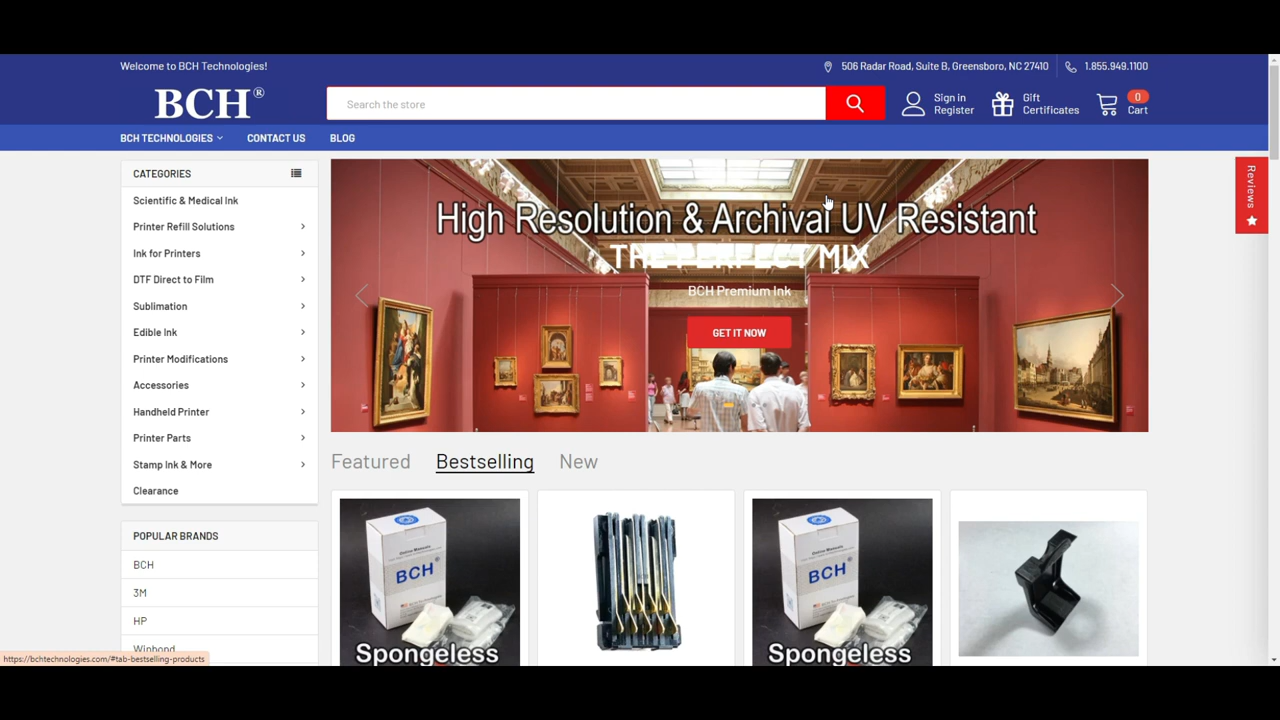 Welcome to BCH Technologies!
506 Radar Road, Suite B, Greensboro, NC 27410
1.855.949.1100
BCH®
Search the store
Sign in
Register
Gift
Certificates
0
Cart
BCH TECHNOLOGIES
CONTACT US
BLOG
CATEGORIES
Scientific & Medical Ink
Printer Refill Solutions
Ink for Printers
DTF Direct to Film
Sublimation
Edible Ink
Printer Modifications
Accessories
Handheld Printer
Printer Parts
Stamp Ink & More
Clearance
POPULAR BRANDS
BCH
3M
HP
Winbond
High Resolution & Archival UV Resistant
THE PERFECT MIX
BCH Premium Ink
GET IT NOW
Reviews
Featured
Bestselling
New
BCH
Spongeless
BCH
Spongeless
https://bchtechnologies.com/#tab-bestselling-products